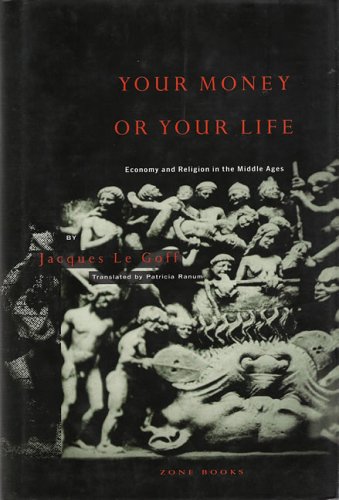 YOUR MONEY
OR YOUR LIFE
Economy and Religion in the Middle Ages
BY
Jacques Le Goff
Translated by Patricia Ranum
ZONE BOOKS